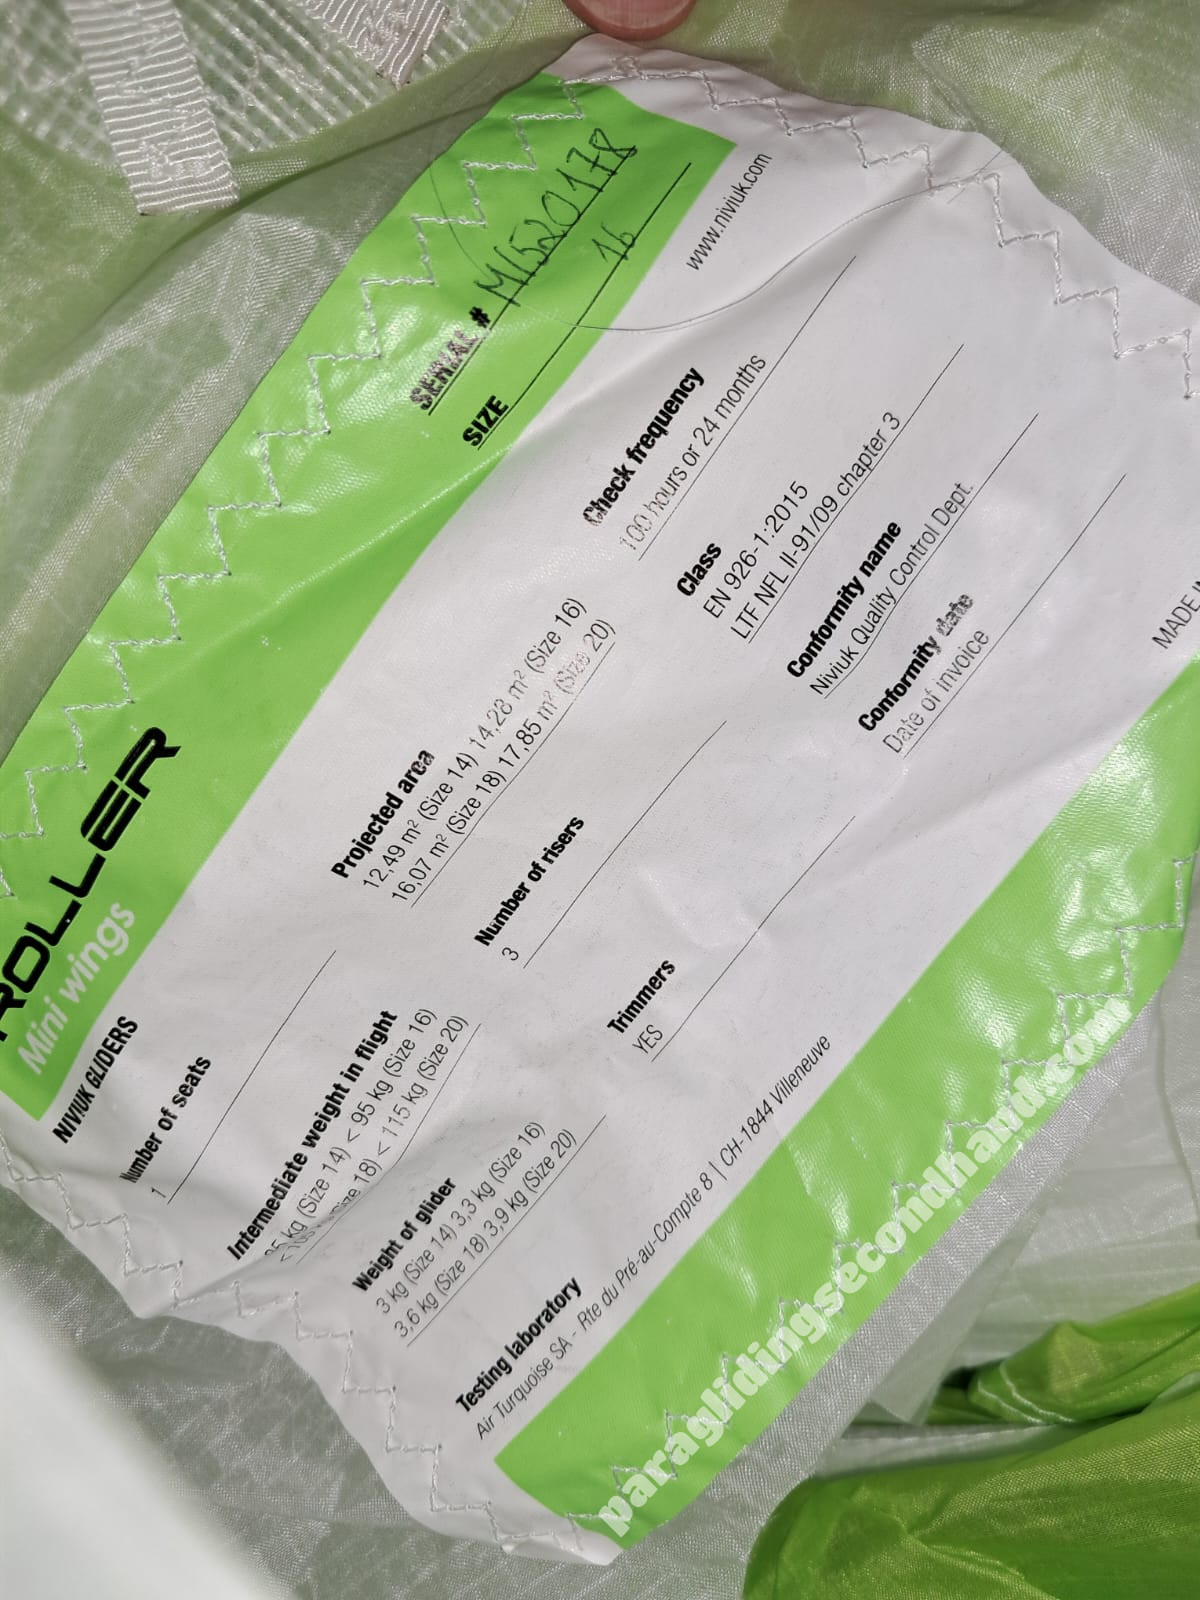 ROLLER
Mini wings
SERIAL # M1520178
SIZE 16
www.niviuk.com
NIVIUK GLIDERS
Number of seats
1
Intermediate weight in flight
kg (Size 14) < 95 kg (Size 16)
18) < 115 kg (Size 20)
Weight of glider
3 kg (Size 14) 3,3 kg (Size 16)
3,6 kg (Size 18) 3,9 kg (Size 20)
Testing laboratory
Air Turquoise SA - Rte du Pré-au-Compte 8 | CH-1844 Villeneuve
Projected area
12,49 m² (Size 14) 14,28 m² (Size 16)
16,07 m² (Size 18) 17,85 m² (Size 20)
Number of risers
3
Trimmers
YES
Check frequency
100 hours or 24 months
Class
EN 926-1:2015
LTF NFL II-91/09 chapter 3
Conformity name
Niviuk Quality Control Dept.
Conformity date
Date of invoice
MADE
paraglidingsecondhand.com